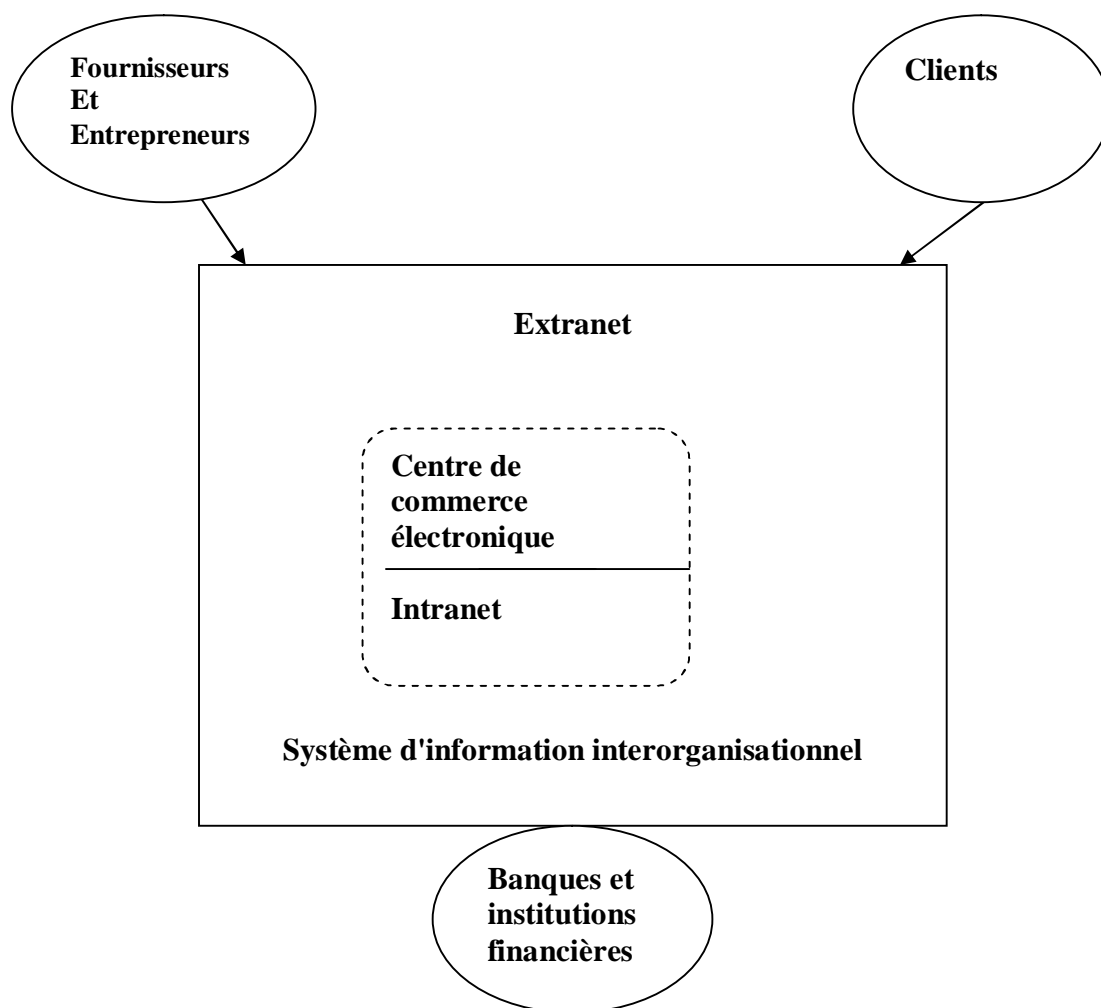 Fournisseurs
Et
Entrepreneurs
Clients
Extranet
Centre de
commerce
électronique
Intranet
Système d'information interorganisationnel
Banques et
institutions
financières